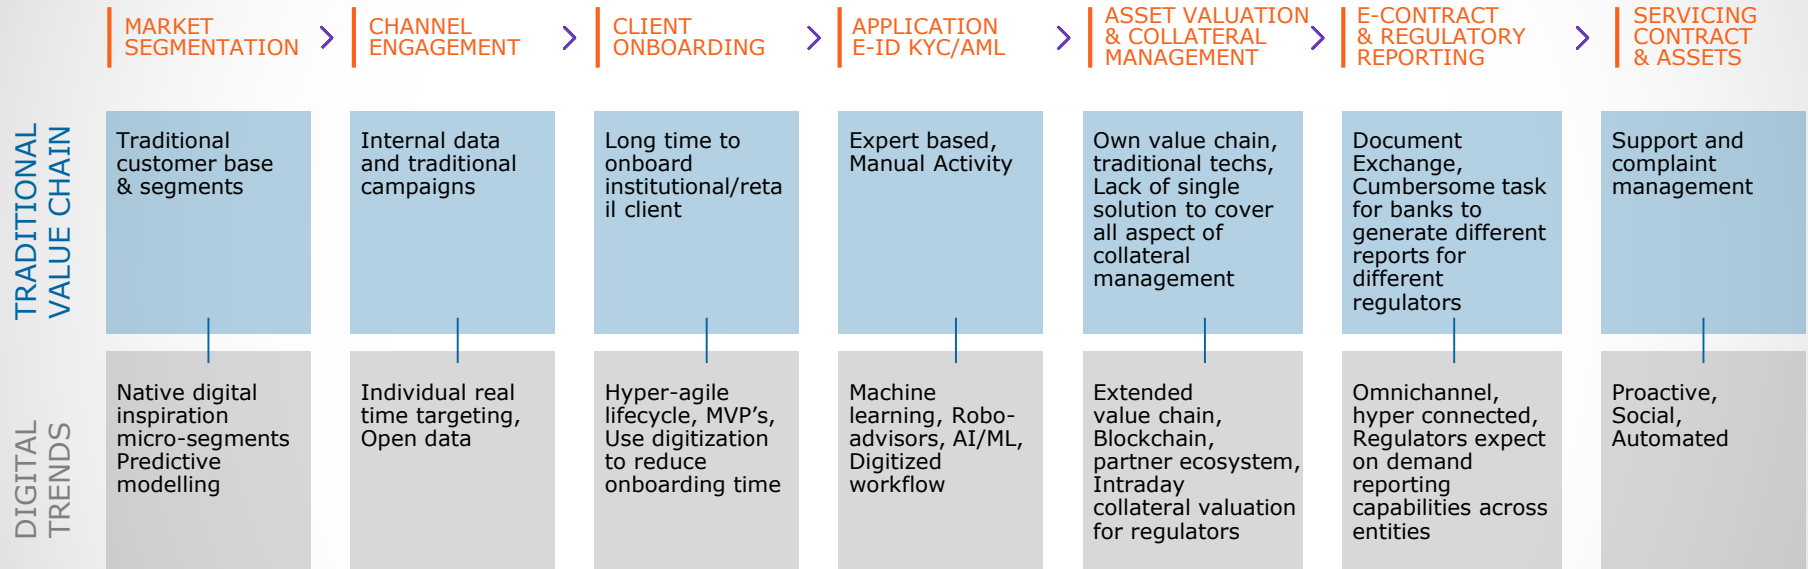 MARKET
SEGMENTATION
CHANNEL
ENGAGEMENT
CLIENT
ONBOARDING
APPLICATION
E-ID KYC/AML
ASSET VALUATION
& COLLATERAL
MANAGEMENT
E-CONTRACT
& REGULATORY
REPORTING
SERVICING
CONTRACT
& ASSETS
TRADITIONAL
VALUE CHAIN
Traditional
customer base
& segments
Internal data
and traditional
campaigns
Long time to
onboard
institutional/reta
il client
Expert based,
Manual Activity
Own value chain,
traditional techs,
Lack of single
solution to cover
all aspect of
collateral
management
Document
Exchange,
Cumbersome task
for banks to
generate different
reports for
different
regulators
Support and
complaint
management
DIGITAL
TRENDS
Native digital
inspiration
micro-segments
Predictive
modelling
Individual real
time targeting,
Open data
Hyper-agile
lifecycle, MVP’s,
Use digitization
to reduce
onboarding time
Machine
learning, Robo-
advisors, AI/ML,
Digitized
workflow
Extended
value chain,
Blockchain,
partner ecosystem,
Intraday
collateral valuation
for regulators
Omnichannel,
hyper connected,
Regulators expect
on demand
reporting
capabilities across
entities
Proactive,
Social,
Automated